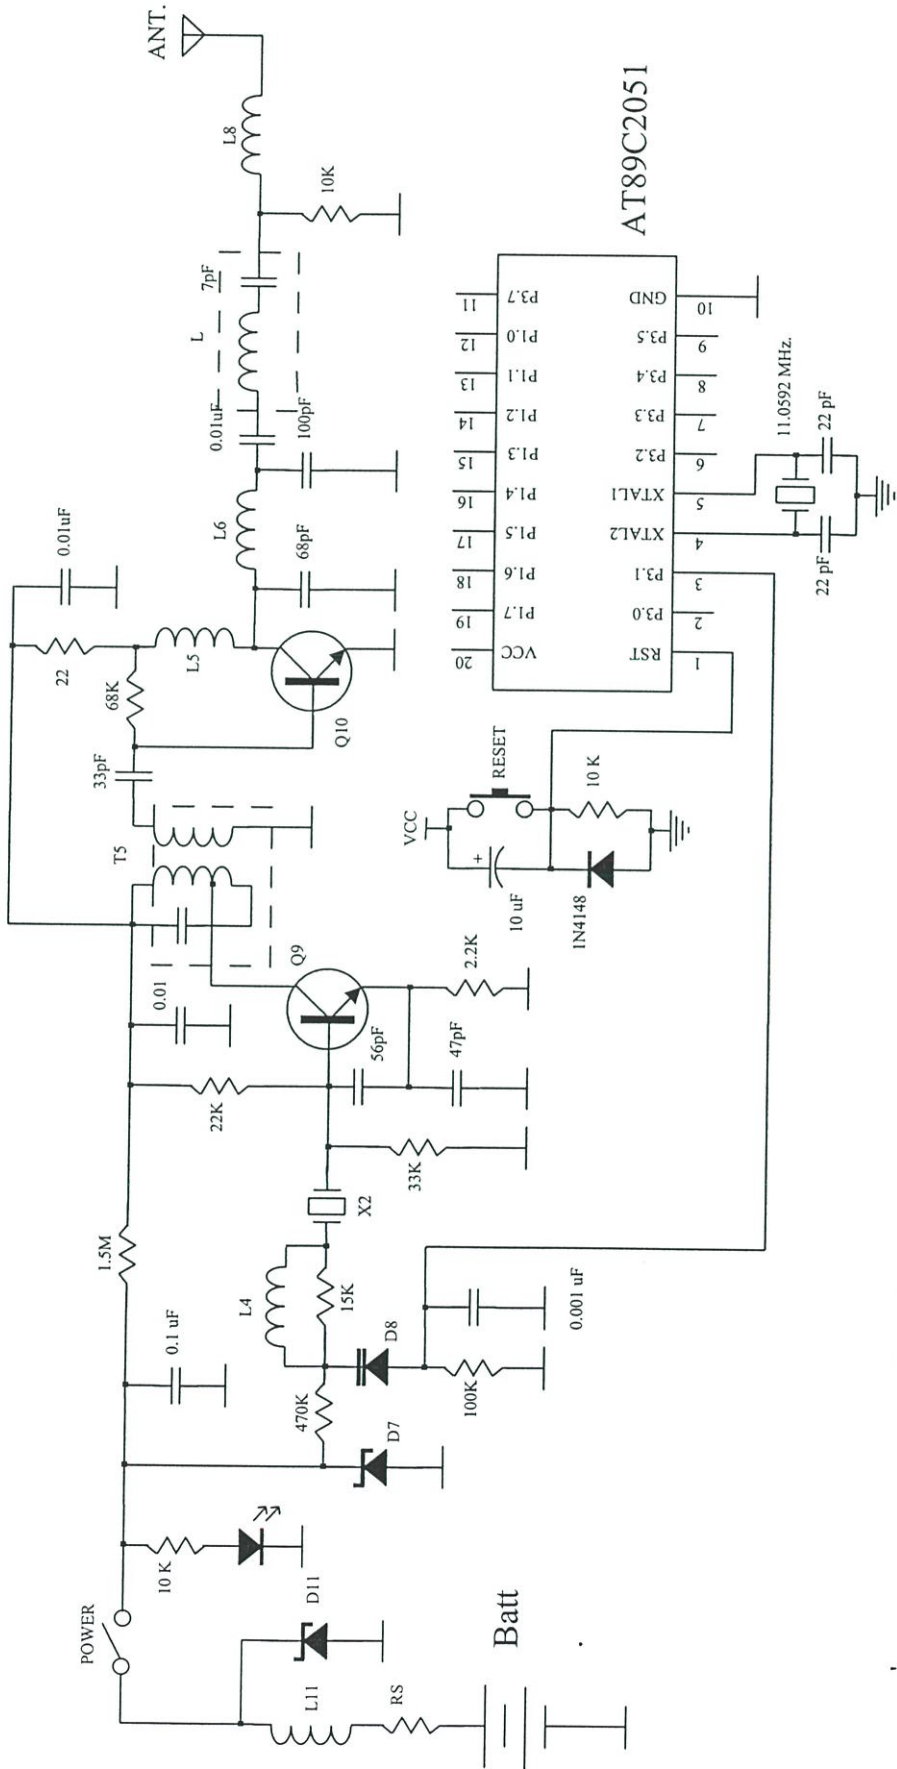 POWER
L11
RS
Batt
D11
10 K
0.1 uF
470K
D7
L4
15K
D8
100K
0.001 uF
1.5M
X2
33K
22K
56pF
47pF
0.01
Q9
2.2K
T5
33pF
68K
22
0.01uF
L5
Q10
L6
68pF
0.01uF
100pF
L
7pF
10K
L8
ANT.
VCC
RESET
10 uF
+
10 K
1N4148
AT89C2051
20 19 18 17 16 15 14 13 12 11
VCC P1.7 P1.6 P1.5 P1.4 P1.3 P1.2 P1.1 P1.0 P3.7
RST P3.0 P3.1 XTAL2 XTAL1 P3.2 P3.3 P3.4 P3.5 GND
1 2 3 4 5 6 7 8 9 10
11.0592 MHz.
22 pF
22 pF